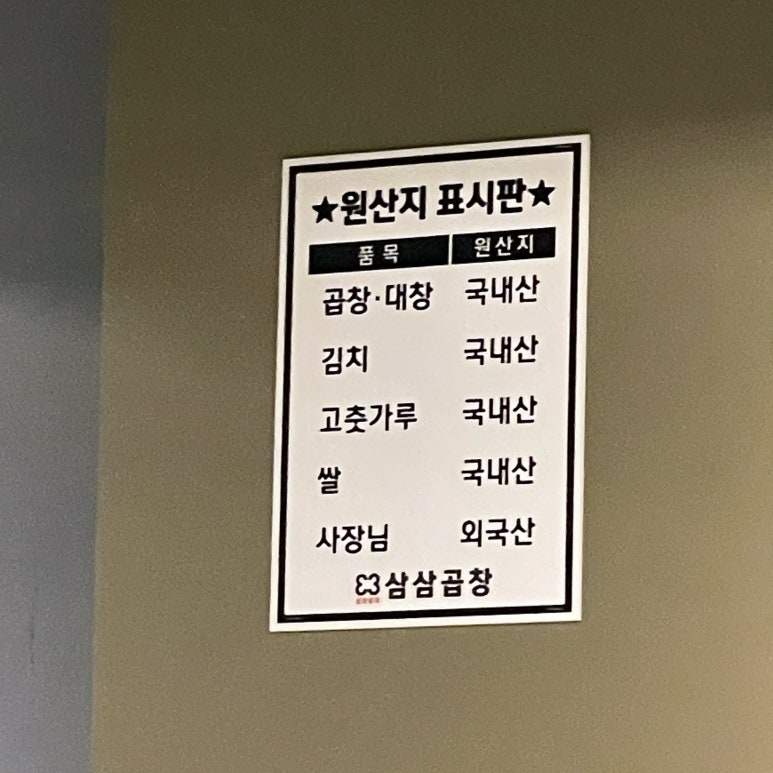 ★원산지 표시판★
품목 원산지
곱창·대창 국내산
김치 국내산
고춧가루 국내산
쌀 국내산
사장님 외국산
삼삼곱창